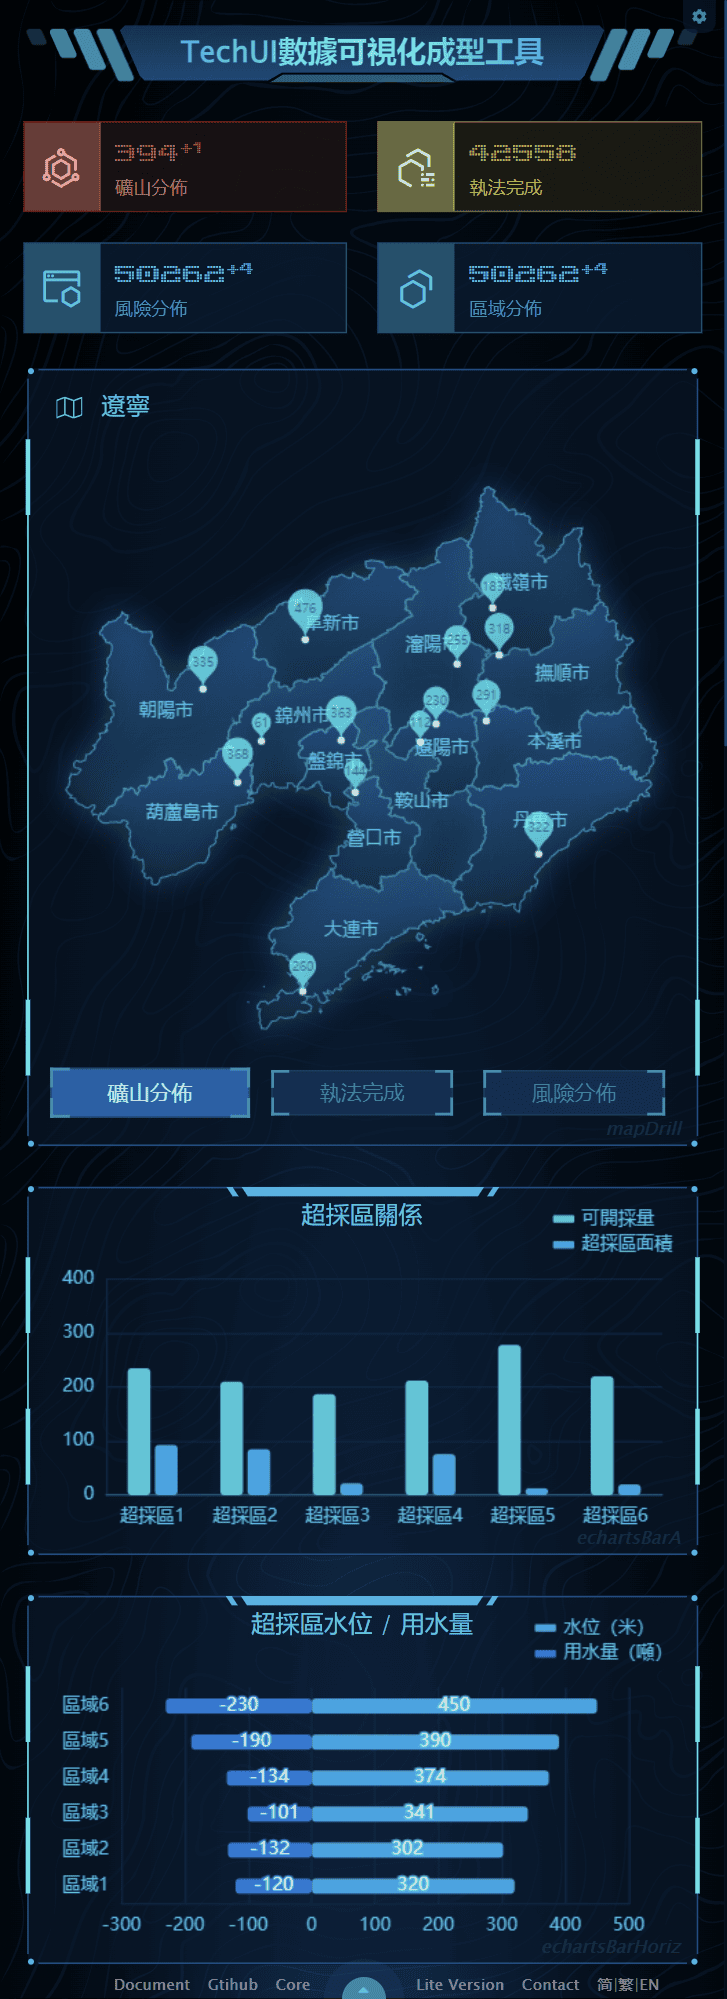 TechUI數據可視化成型工具
394+1
礦山分佈
42558
執法完成
50262+4
風險分佈
50262+4
區域分佈
遼寧
183
鐵嶺市
476
阜新市
318
瀋陽市
255
335
撫順市
朝陽市
291
230
363
錦州市
61
112
遼陽市
本溪市
368
盤錦市
44
鞍山市
葫蘆島市
丹東市
322
營口市
大連市
260
礦山分佈
執法完成
風險分佈
mapDrill
超採區關係
可開採量
超採區面積
400
300
200
100
0
超採區1 超採區2 超採區3 超採區4 超採區5 超採區6
echartsBarA
超採區水位 / 用水量
水位（米）
用水量（噸）
區域6 -230 450
區域5 -190 390
區域4 -134 374
區域3 -101 341
區域2 -132 302
區域1 -120 320
-300 -200 -100 0 100 200 300 400 500
echartsBarHoriz
Document Gtihub Core Lite Version Contact 简|繁|EN